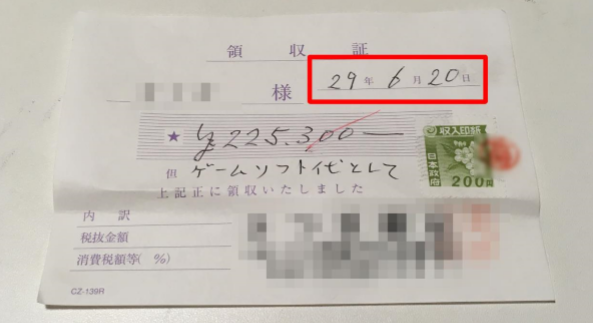 領収証
29年6月20日
様
★ ¥225,300—
但 ゲームソフト代として
上記正に領収いたしました
収入印紙
日本政府
200円
内訳
税抜金額
消費税額等( %)
CZ-139R